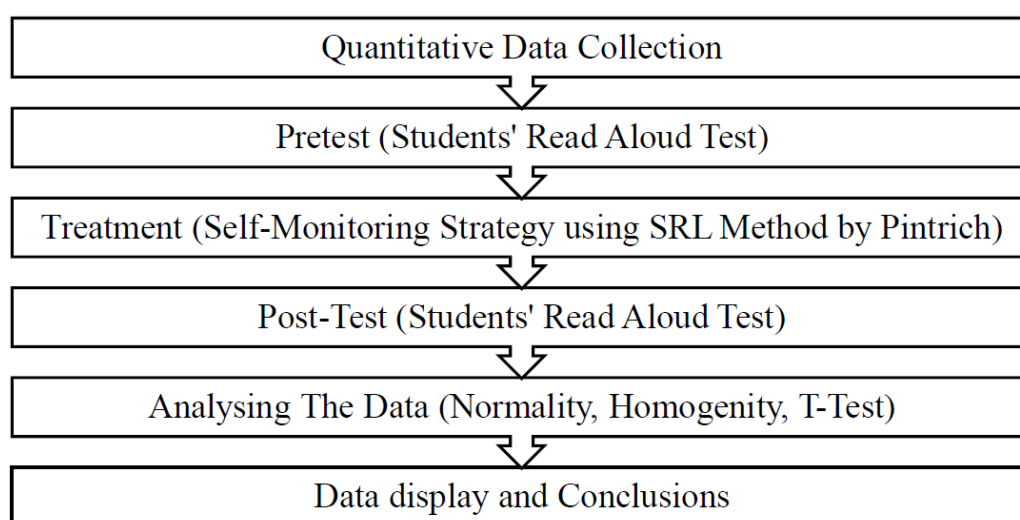 Quantitative Data Collection
Pretest (Students' Read Aloud Test)
Treatment (Self-Monitoring Strategy using SRL Method by Pintrich)
Post-Test (Students' Read Aloud Test)
Analysing The Data (Normality, Homogenity, T-Test)
Data display and Conclusions